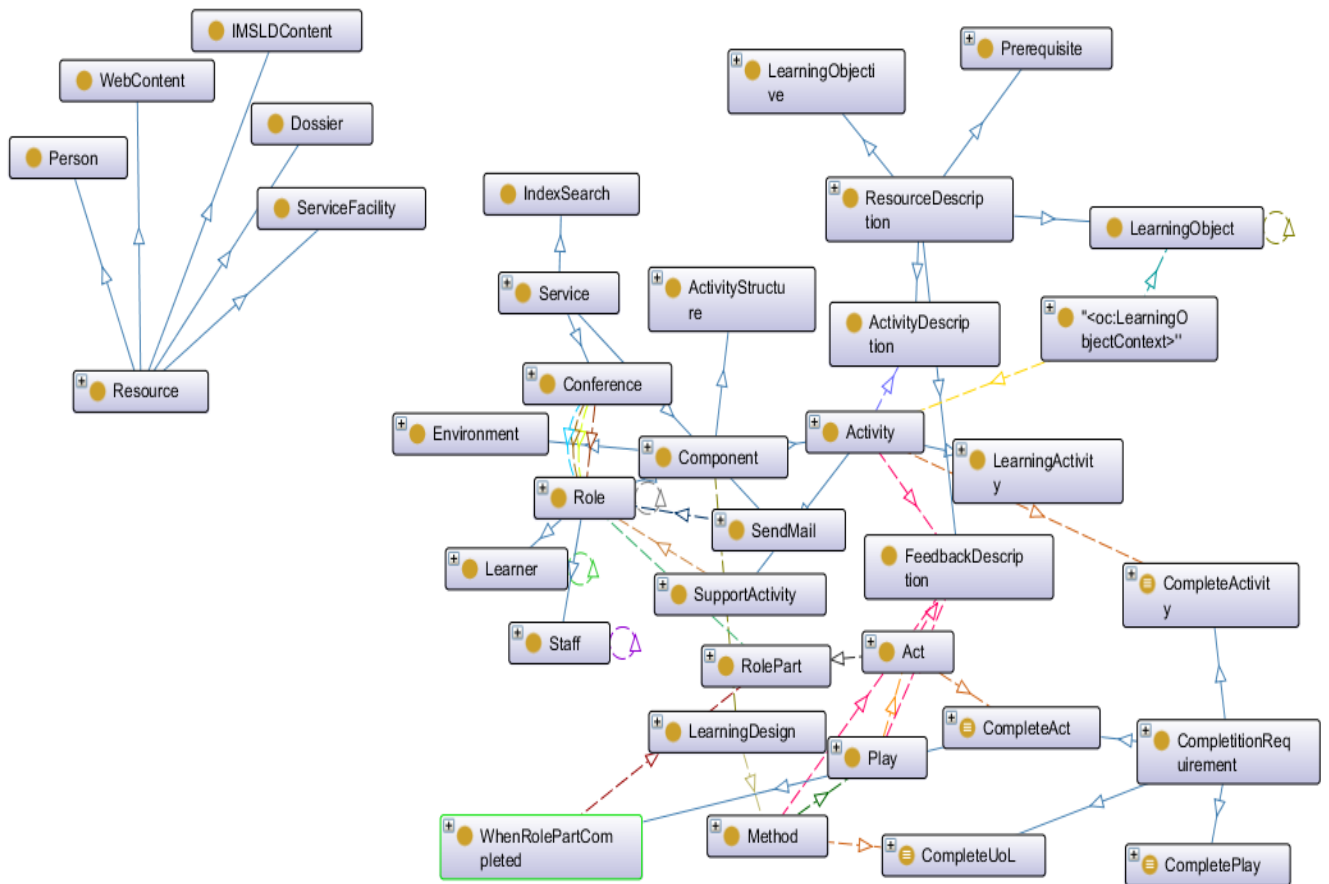 IMSLDContent
WebContent
Dossier
Person
ServiceFacility
Resource
LearningObjecti
ve
Prerequisite
IndexSearch
ResourceDescrip
tion
LearningObject
Service
ActivityStructu
re
ActivityDescrip
tion
"<oc:LearningO
bjectContext>"
Conference
Environment
Component
Activity
LearningActivit
y
Role
SendMail
Learner
SupportActivity
FeedbackDescrip
tion
CompleteActivit
y
Staff
RolePart
Act
LearningDesign
Play
CompleteAct
CompletitionReq
uirement
WhenRolePartCom
pleted
Method
CompleteUoL
CompletePlay